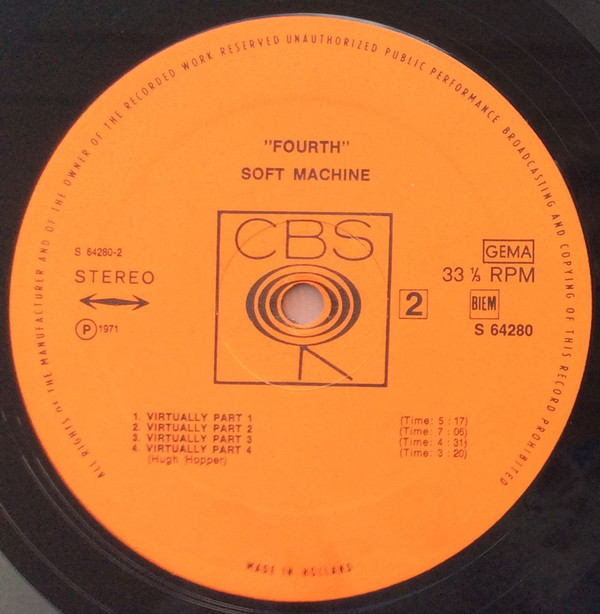 ALL RIGHTS OF THE MANUFACTURER AND OF THE OWNER OF THE RECORDED WORK RESERVED UNAUTHORIZED PUBLIC PERFORMANCE BROADCASTING AND COPYING OF THIS RECORD PROHIBITED
"FOURTH"
SOFT MACHINE
CBS
S 64280-2
STEREO
P 1971
GEMA
33 ⅓ RPM
2
BIEM
S 64280
1. VIRTUALLY PART 1 (Time: 5 : 17)
2. VIRTUALLY PART 2 (Time: 7 : 06)
3. VIRTUALLY PART 3 (Time: 4 : 31)
4. VIRTUALLY PART 4 (Time: 3 : 20)
(Hugh Hopper)
MADE IN HOLLAND